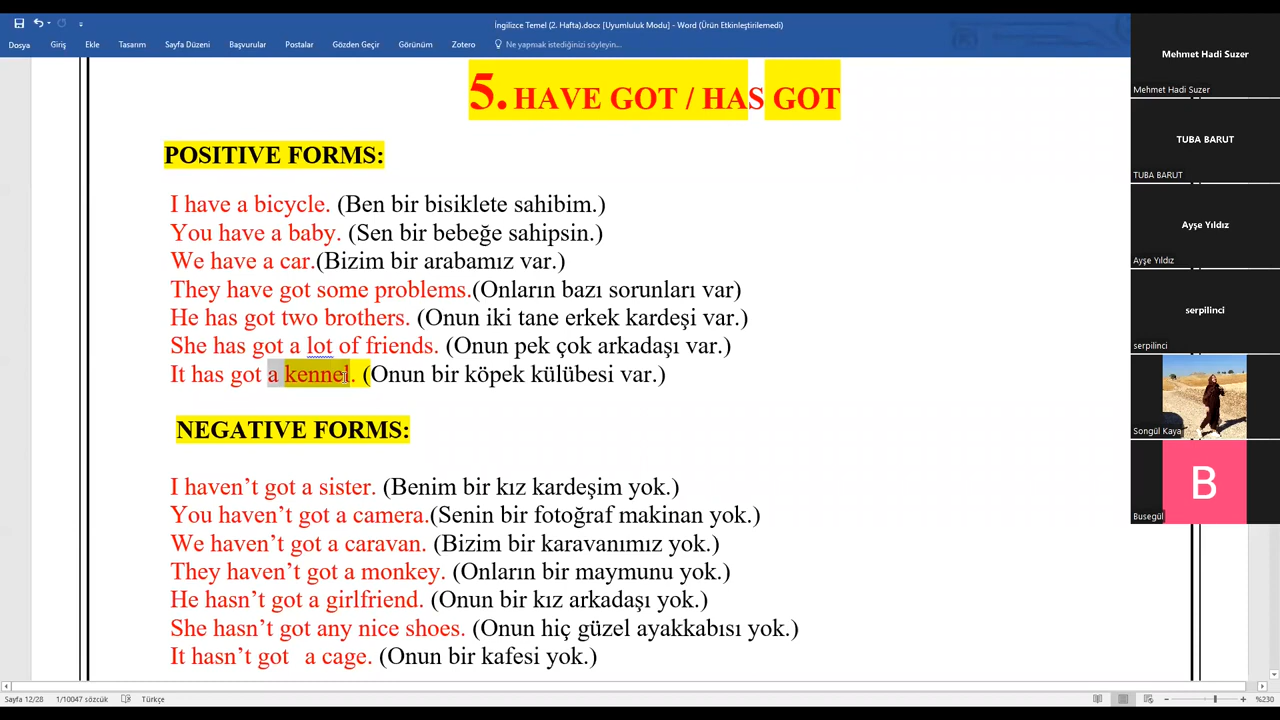 İngilizce Temel (2. Hafta).docx [Uyumluluk Modu] - Word (Ürün Etkinleştirilemedi)
Dosya Giriş Ekle Tasarım Sayfa Düzeni Başvurular Postalar Gözden Geçir Görünüm Zotero Ne yapmak istediğinizi söyleyin...
5. HAVE GOT / HAS GOT
POSITIVE FORMS:
I have a bicycle. (Ben bir bisiklete sahibim.)
You have a baby. (Sen bir bebeğe sahipsin.)
We have a car.(Bizim bir arabamız var.)
They have got some problems.(Onların bazı sorunları var)
He has got two brothers. (Onun iki tane erkek kardeşi var.)
She has got a lot of friends. (Onun pek çok arkadaşı var.)
It has got a kennel. (Onun bir köpek külübesi var.)
NEGATIVE FORMS:
I haven’t got a sister. (Benim bir kız kardeşim yok.)
You haven’t got a camera.(Senin bir fotoğraf makinan yok.)
We haven’t got a caravan. (Bizim bir karavanımız yok.)
They haven’t got a monkey. (Onların bir maymunu yok.)
He hasn’t got a girlfriend. (Onun bir kız arkadaşı yok.)
She hasn’t got any nice shoes. (Onun hiç güzel ayakkabısı yok.)
It hasn’t got a cage. (Onun bir kafesi yok.)
Sayfa 12/28 1/10047 sözcük Türkçe %230
Mehmet Hadi Suzer
Mehmet Hadi Suzer
TUBA BARUT
TUBA BARUT
Ayşe Yıldız
Ayşe Yıldız
serpilinci
serpilinci
Songül Kaya
B
Busegül